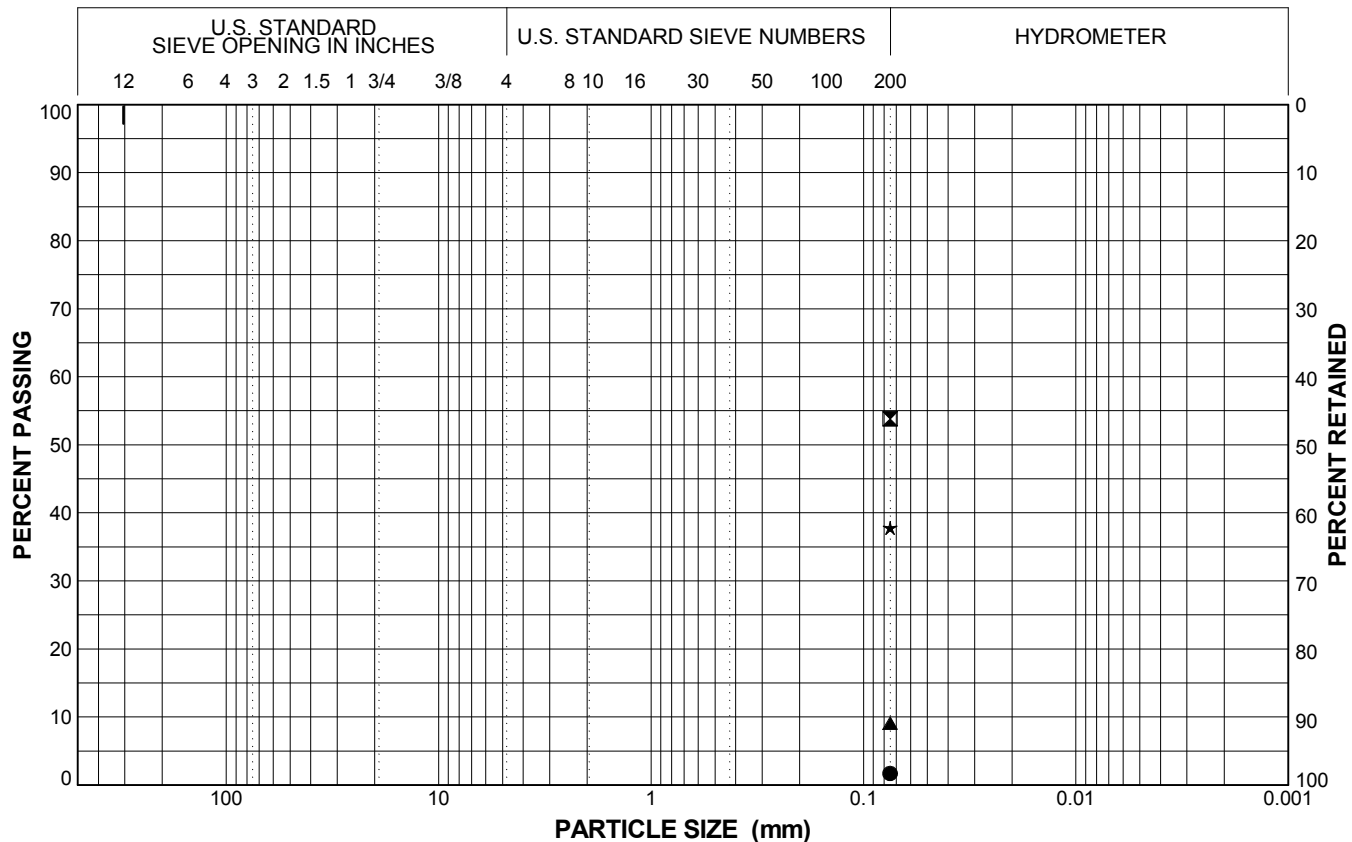 U.S. STANDARD
SIEVE OPENING IN INCHES
U.S. STANDARD SIEVE NUMBERS
HYDROMETER
12 6 4 3 2 1.5 1 3/4 3/8 4 8 10 16 30 50 100 200
100 0
90 10
80 20
70 30
60 40
50 50
40 60
30 70
20 80
10 90
0 100
PERCENT PASSING
PERCENT RETAINED
100 10 1 0.1 0.01 0.001
PARTICLE SIZE (mm)